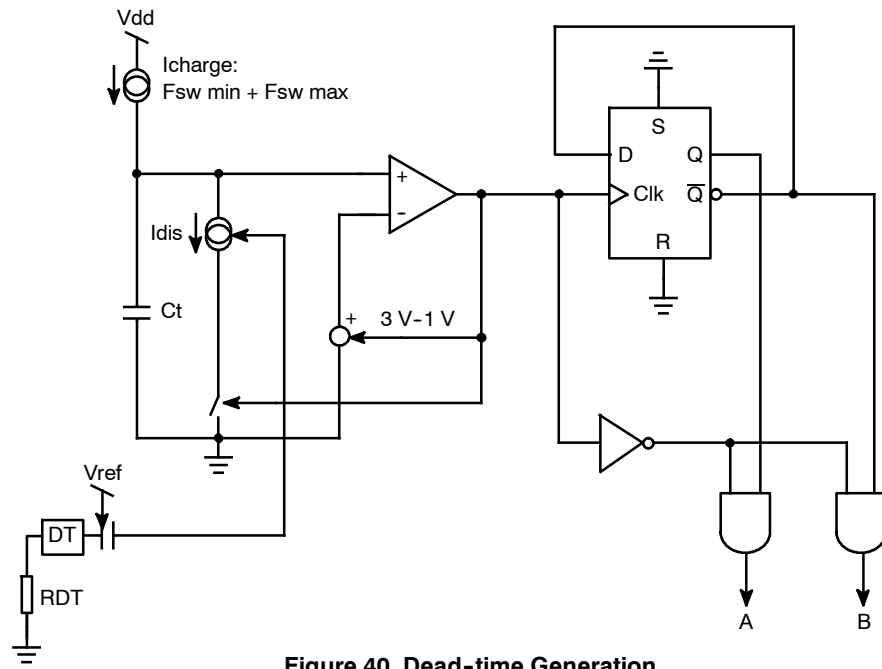 Vdd
Icharge:
Fsw min + Fsw max
S
D
Q
+
Clk
Q̅
−
Idis
R
Ct
+
3 V-1 V
Vref
DT
RDT
A
B
Figure 40. Dead-time Generation